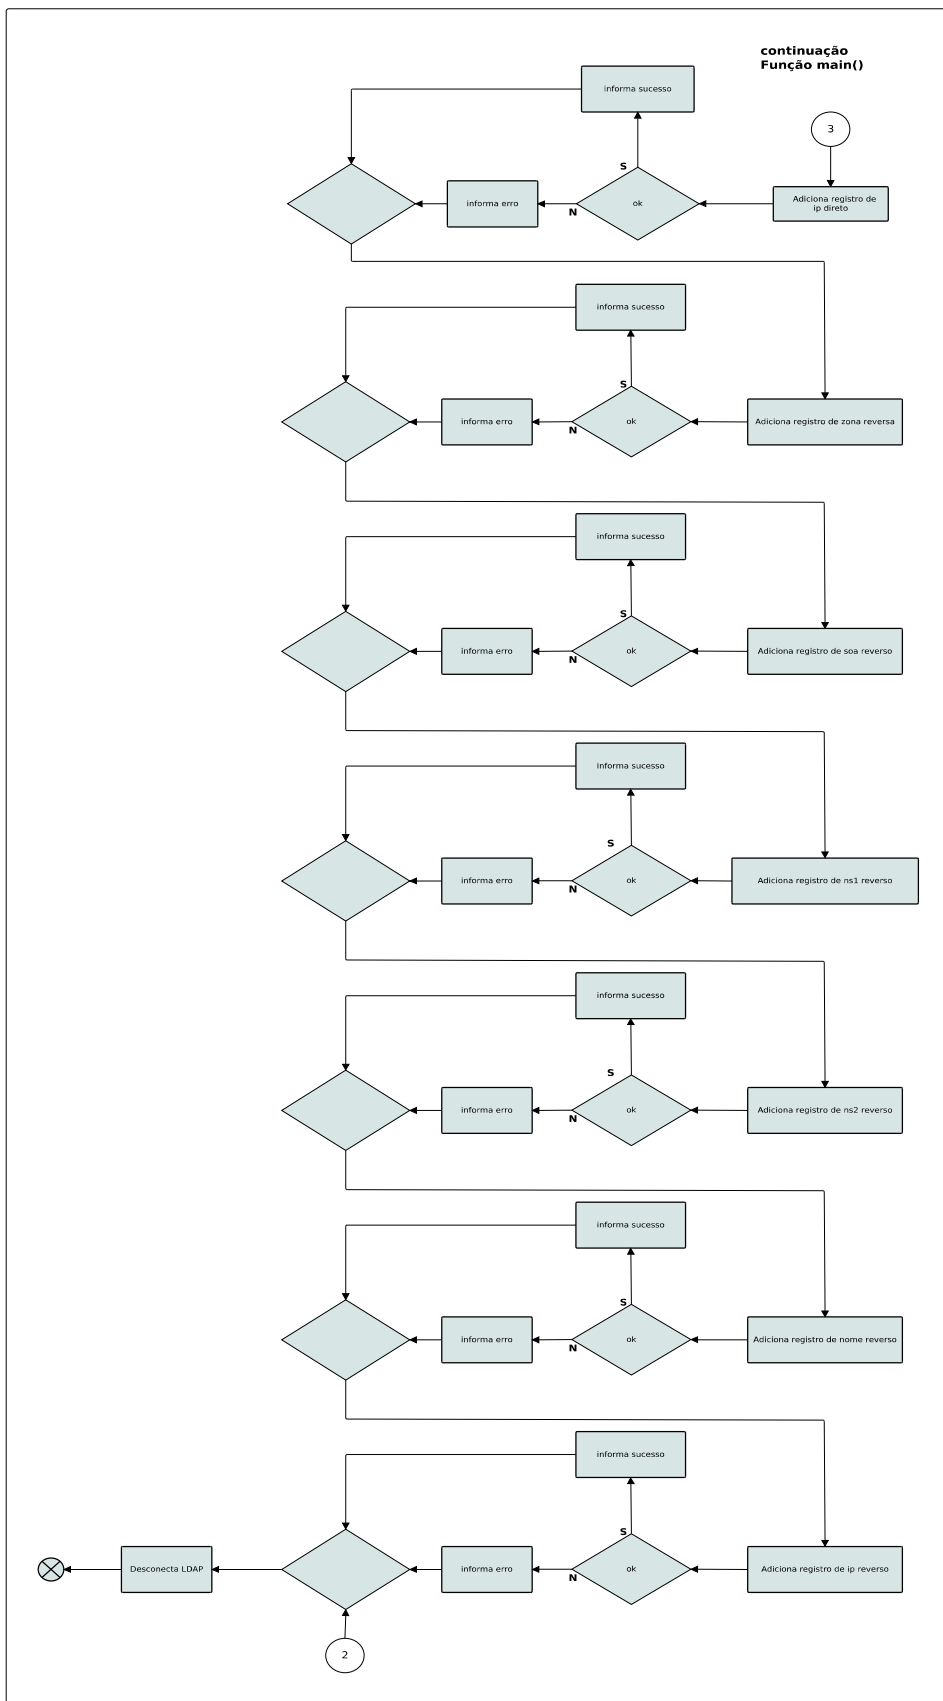 continuação
Função main()
informa sucesso
3
S
Adiciona registro de
ip direto
ok
informa erro
N
informa sucesso
S
Adiciona registro de zona reversa
ok
informa erro
N
informa sucesso
S
Adiciona registro de soa reverso
ok
informa erro
N
informa sucesso
S
Adiciona registro de ns1 reverso
ok
informa erro
N
informa sucesso
S
Adiciona registro de ns2 reverso
ok
informa erro
N
informa sucesso
S
Adiciona registro de nome reverso
ok
informa erro
N
informa sucesso
S
Adiciona registro de ip reverso
ok
informa erro
N
Desconecta LDAP
2